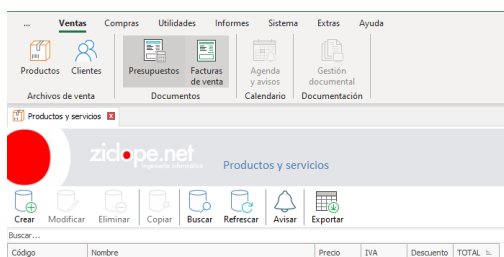 ... Ventas Compras Utilidades Informes Sistema Extras Ayuda
Productos Clientes Presupuestos Facturas de venta Agenda y avisos Gestión documental
Archivos de venta Documentos Calendario Documentación
Productos y servicios
ziclope.net
ingeniería informática
Productos y servicios
Crear Modificar Eliminar Copiar Buscar Refrescar Avisar Exportar
Buscar...
Código Nombre Precio IVA Descuento TOTAL